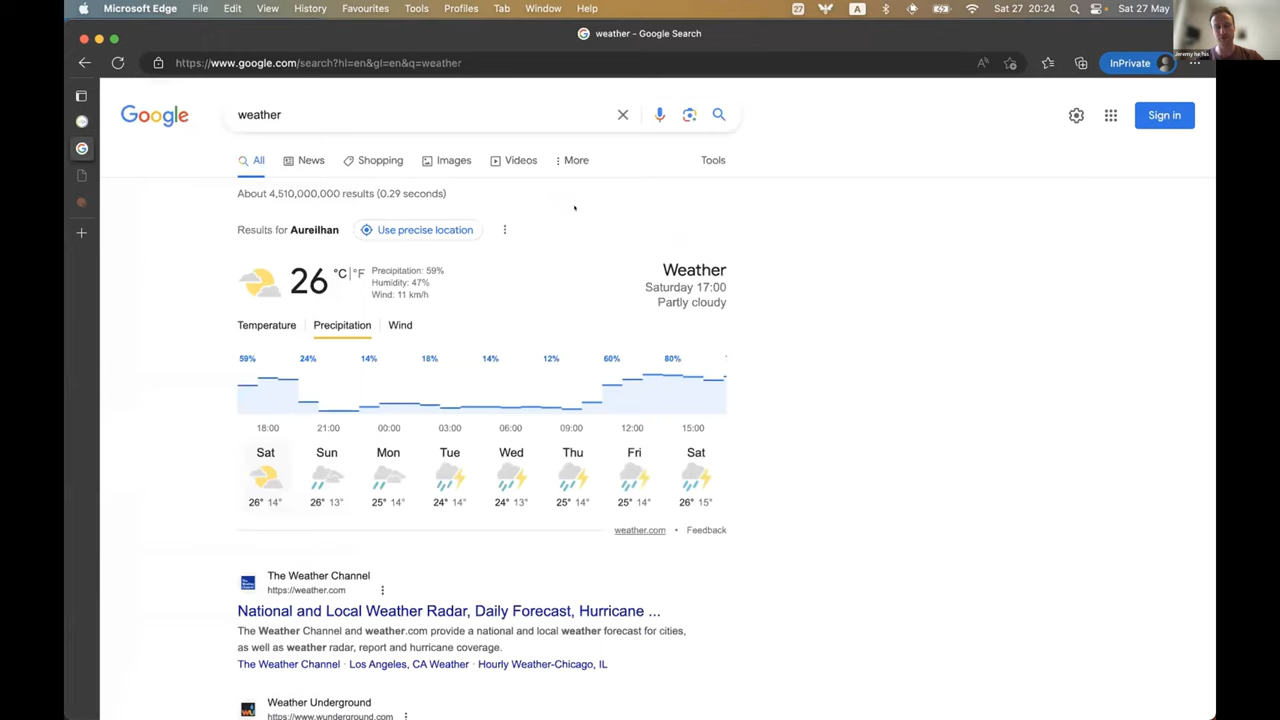 Microsoft Edge File Edit View History Favourites Tools Profiles Tab Window Help 27 A Sat 27 20:24 Sat 27 May
weather - Google Search
Jeremy he his
https://www.google.com/search?hl=en&gl=en&q=weather
InPrivate
Google
weather
Sign in
All News Shopping Images Videos More Tools
About 4,510,000,000 results (0.29 seconds)
Results for Aureilhan Use precise location
26 °C | °F
Precipitation: 59%
Humidity: 47%
Wind: 11 km/h
Weather
Saturday 17:00
Partly cloudy
Temperature Precipitation Wind
59% 24% 14% 18% 14% 12% 60% 80%
18:00 21:00 00:00 03:00 06:00 09:00 12:00 15:00
Sat Sun Mon Tue Wed Thu Fri Sat
26° 14° 26° 13° 25° 14° 24° 14° 24° 13° 25° 14° 25° 14° 26° 15°
weather.com • Feedback
The Weather Channel
https://weather.com
National and Local Weather Radar, Daily Forecast, Hurricane ...
The Weather Channel and weather.com provide a national and local weather forecast for cities,
as well as weather radar, report and hurricane coverage.
The Weather Channel · Los Angeles, CA Weather · Hourly Weather-Chicago, IL
Weather Underground
https://www.wunderground.com